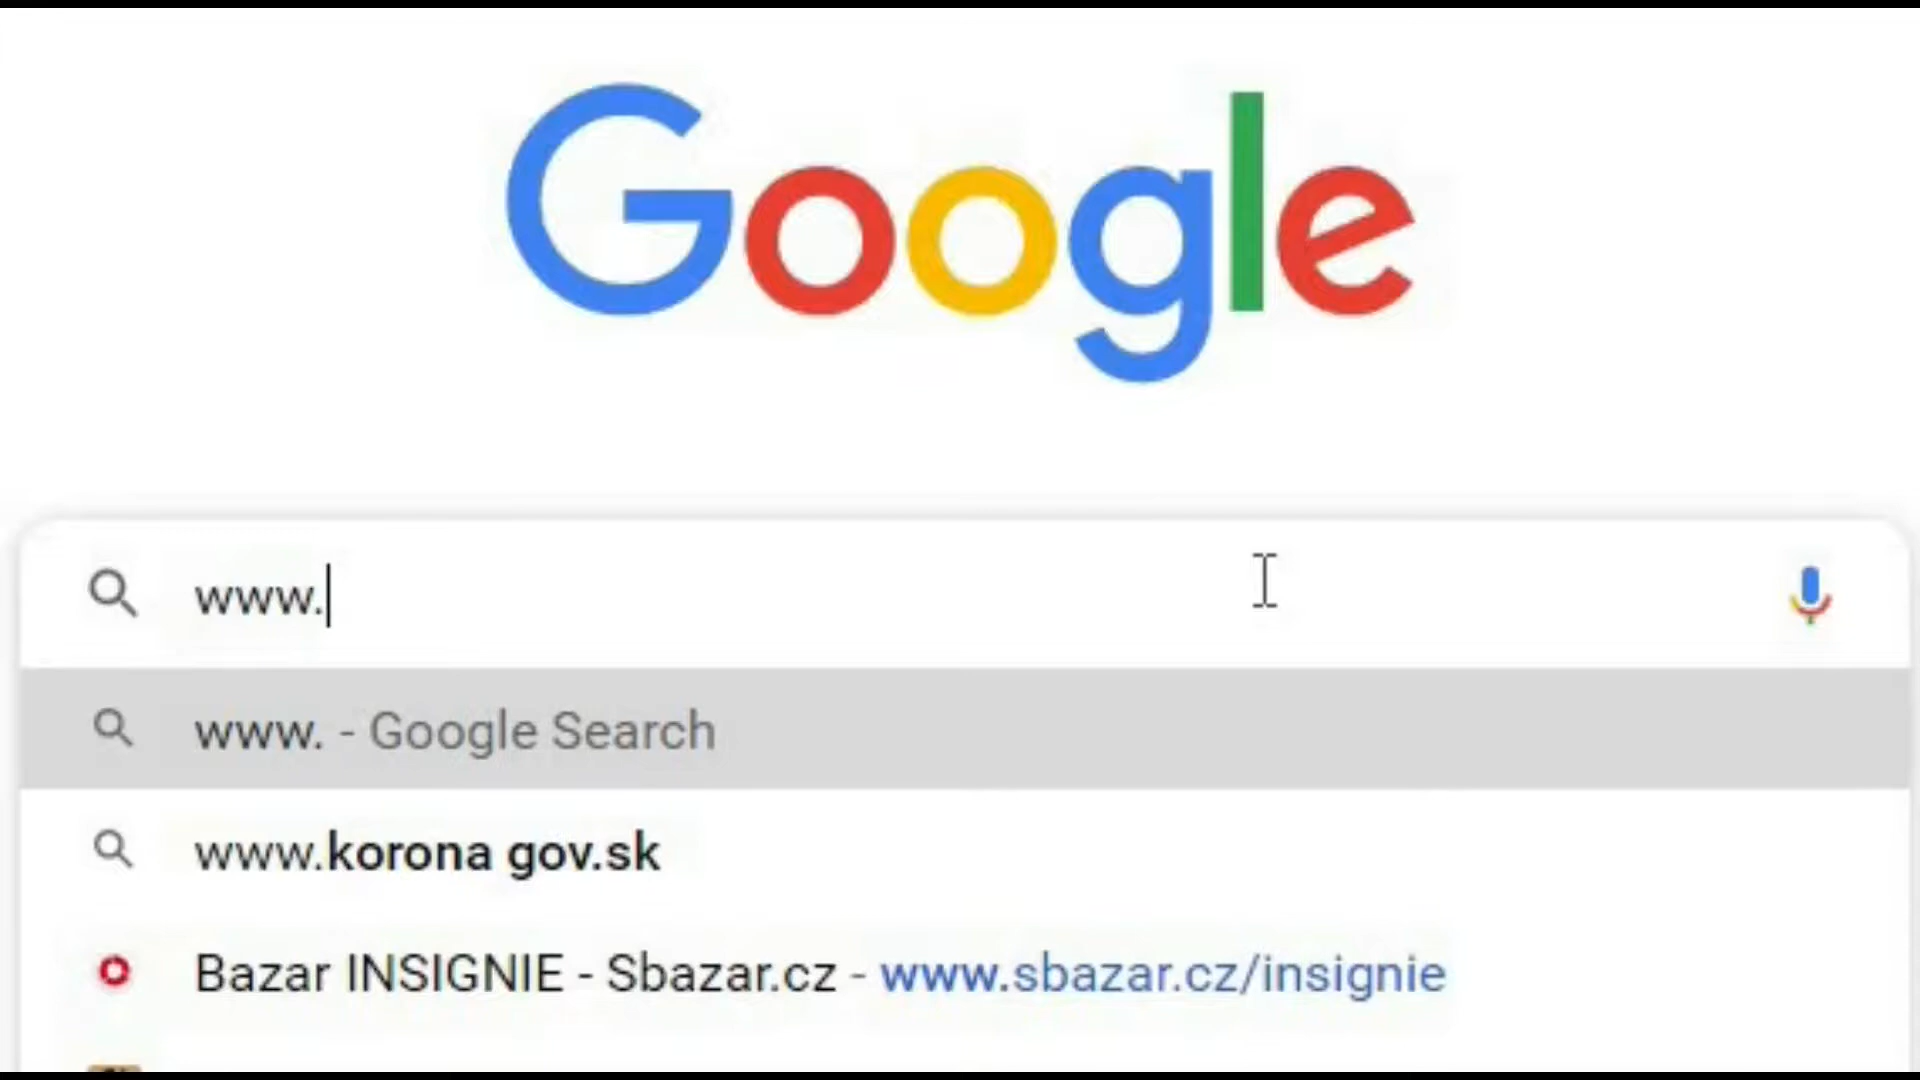 Google
www.
www. - Google Search
www.korona gov.sk
Bazar INSIGNIE - Sbazar.cz - www.sbazar.cz/insignie